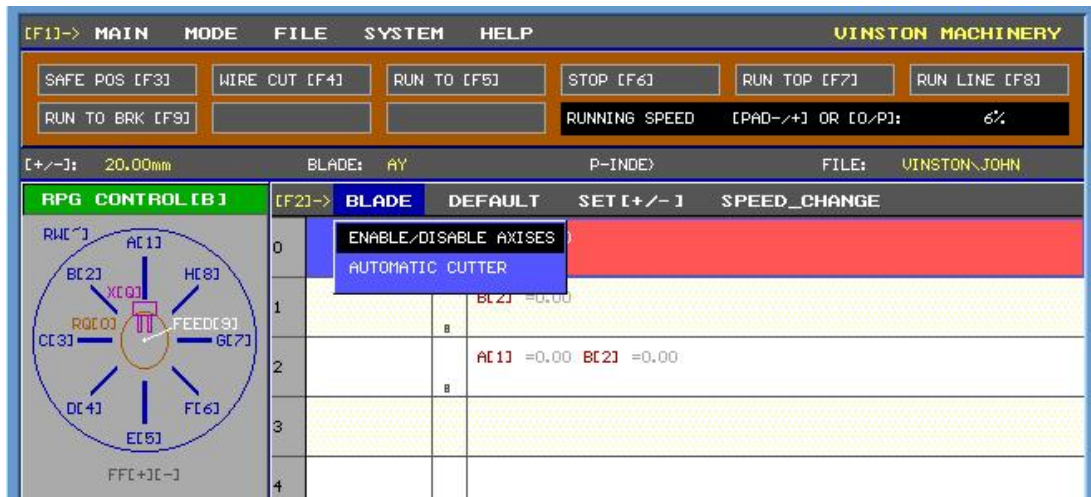 [F1]-> MAIN MODE FILE SYSTEM HELP VINSTON MACHINERY
SAFE POS [F3] WIRE CUT [F4] RUN TO [F5] STOP [F6] RUN TOP [F7] RUN LINE [F8]
RUN TO BRK [F9] RUNNING SPEED [PAD-/+] OR [O/P]: 6%
[+/-]: 20.00mm BLADE: AY P-INDE) FILE: VINSTON\JOHN
RPG CONTROL[B] [F2]-> BLADE DEFAULT SET[+/-] SPEED_CHANGE
ENABLE/DISABLE AXISES )
AUTOMATIC CUTTER
0
1 B[2] =0.00
B
2 A[1] =0.00 B[2] =0.00
B
3
4
RW[~]
A[1]
B[2] H[8]
X[Q]
RQ[O] FEED[9]
C[3] G[7]
D[4] F[6]
E[5]
FF[+][-]